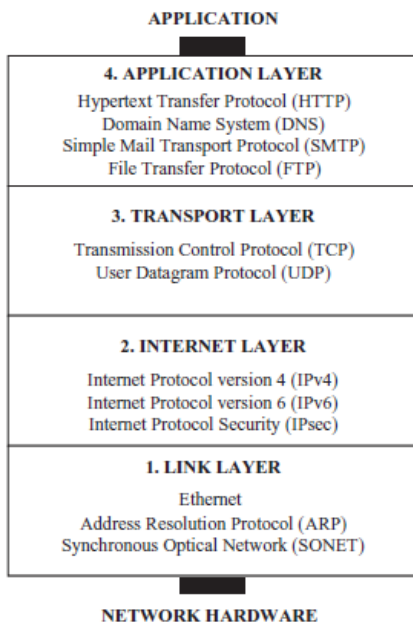 APPLICATION
4. APPLICATION LAYER
Hypertext Transfer Protocol (HTTP)
Domain Name System (DNS)
Simple Mail Transport Protocol (SMTP)
File Transfer Protocol (FTP)
3. TRANSPORT LAYER
Transmission Control Protocol (TCP)
User Datagram Protocol (UDP)
2. INTERNET LAYER
Internet Protocol version 4 (IPv4)
Internet Protocol version 6 (IPv6)
Internet Protocol Security (IPsec)
1. LINK LAYER
Ethernet
Address Resolution Protocol (ARP)
Synchronous Optical Network (SONET)
NETWORK HARDWARE